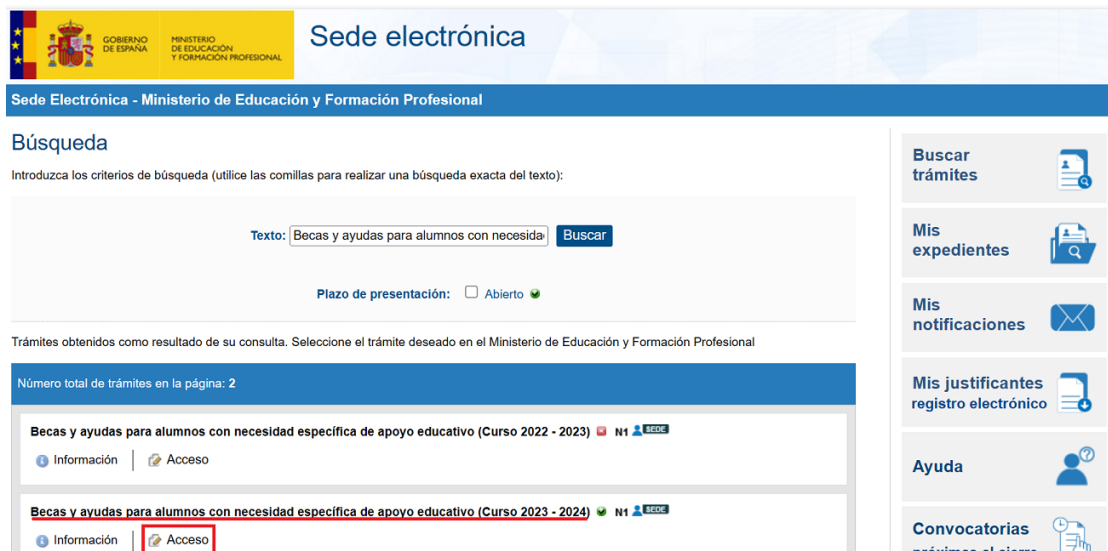 GOBIERNO
DE ESPAÑA
MINISTERIO
DE EDUCACIÓN
Y FORMACIÓN PROFESIONAL
Sede electrónica
Sede Electrónica - Ministerio de Educación y Formación Profesional
Búsqueda
Introduzca los criterios de búsqueda (utilice las comillas para realizar una búsqueda exacta del texto):
Texto: Becas y ayudas para alumnos con necesida Buscar
Plazo de presentación: Abierto
Trámites obtenidos como resultado de su consulta. Seleccione el trámite deseado en el Ministerio de Educación y Formación Profesional
Número total de trámites en la página: 2
Becas y ayudas para alumnos con necesidad específica de apoyo educativo (Curso 2022 - 2023) N1 SEDE
Información Acceso
Becas y ayudas para alumnos con necesidad específica de apoyo educativo (Curso 2023 - 2024) N1 SEDE
Información Acceso
Buscar
trámites
Mis
expedientes
Mis
notificaciones
Mis justificantes
registro electrónico
Ayuda
Convocatorias
próximas al cierre